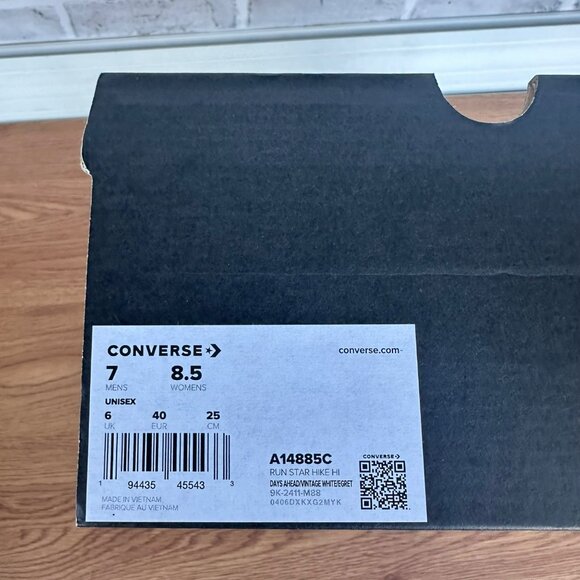 CONVERSE
converse.com
7 8.5
MENS WOMENS
UNISEX
6 40 25
UK EUR CM
1 94435 45543 3
MADE IN VIETNAM
FABRIQUE AU VIETNAM
A14885C
RUN STAR HIKE HI
DAYS AHEAD/VINTAGE WHITE/EGRET
9K-2411-M88
0406DXKXG2MYK
CONVERSE